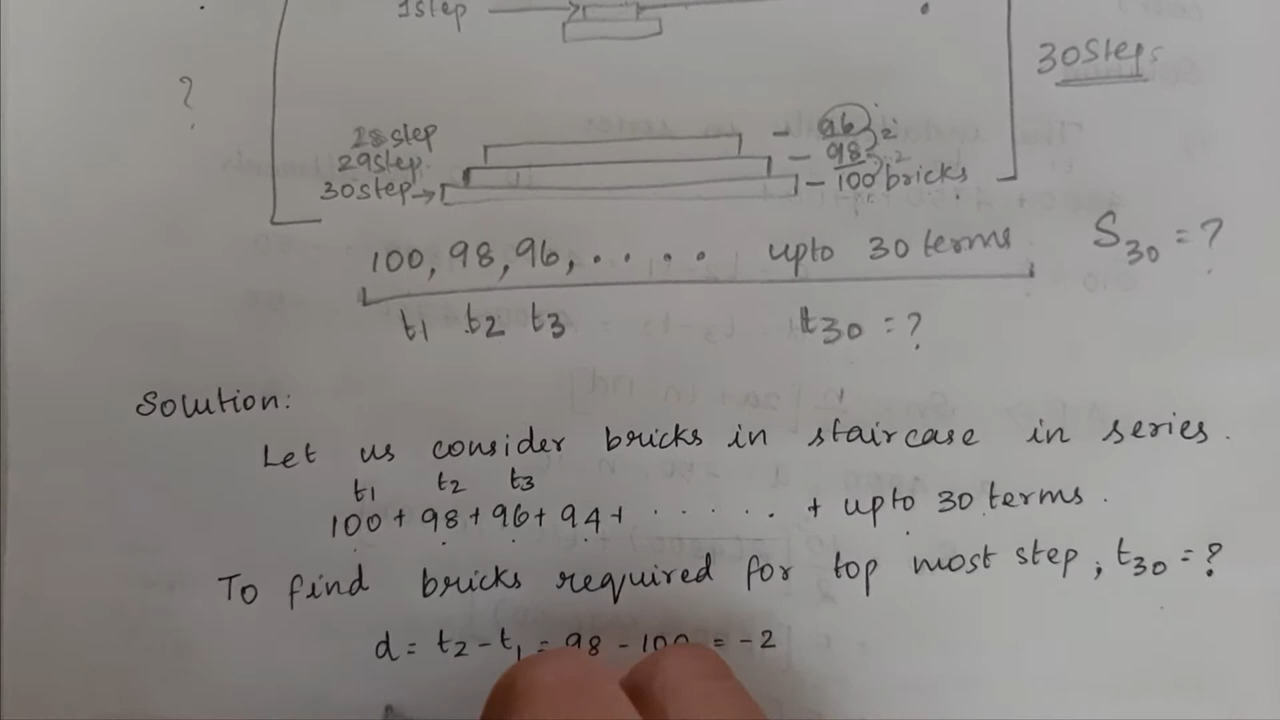 1step
30Steps
?
28step - 96 2
29step - 98 2
30step - 100 bricks
100, 98, 96, . . . . upto 30 terms S30 = ?
t1 t2 t3 t30 = ?
Solution:
Let us consider bricks in staircase in series.
t1 t2 t3
100 + 98 + 96 + 94 + . . . . . . + upto 30 terms.
To find bricks required for top most step, t30 = ?
d = t2 - t1 = 98 - 100 = -2